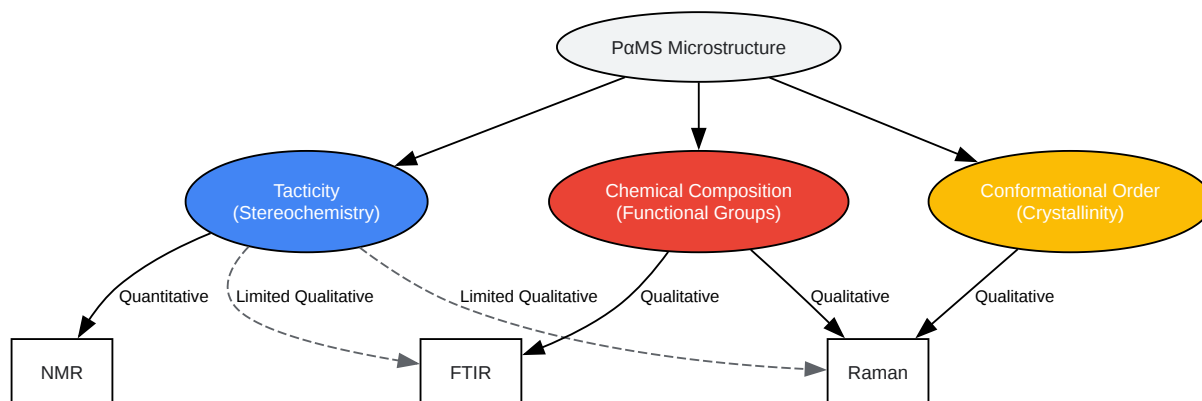 PαMS Microstructure
Tacticity
(Stereochemistry)
Chemical Composition
(Functional Groups)
Conformational Order
(Crystallinity)
Quantitative
Limited Qualitative
Qualitative
Limited Qualitative
Qualitative
Qualitative
NMR
FTIR
Raman